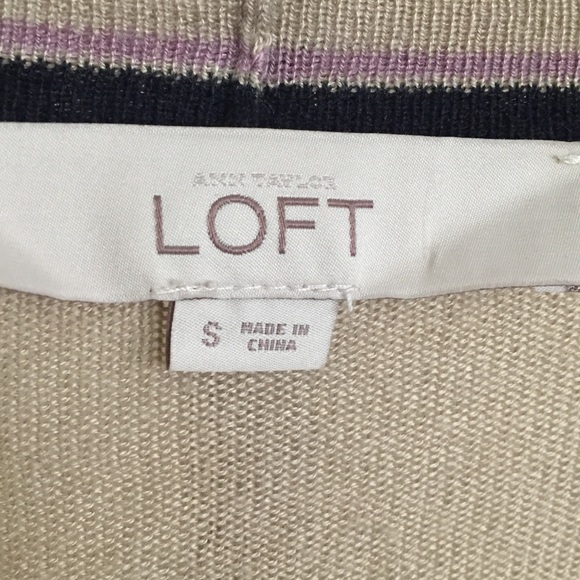 ANN TAYLOR
LOFT
S
MADE IN
CHINA